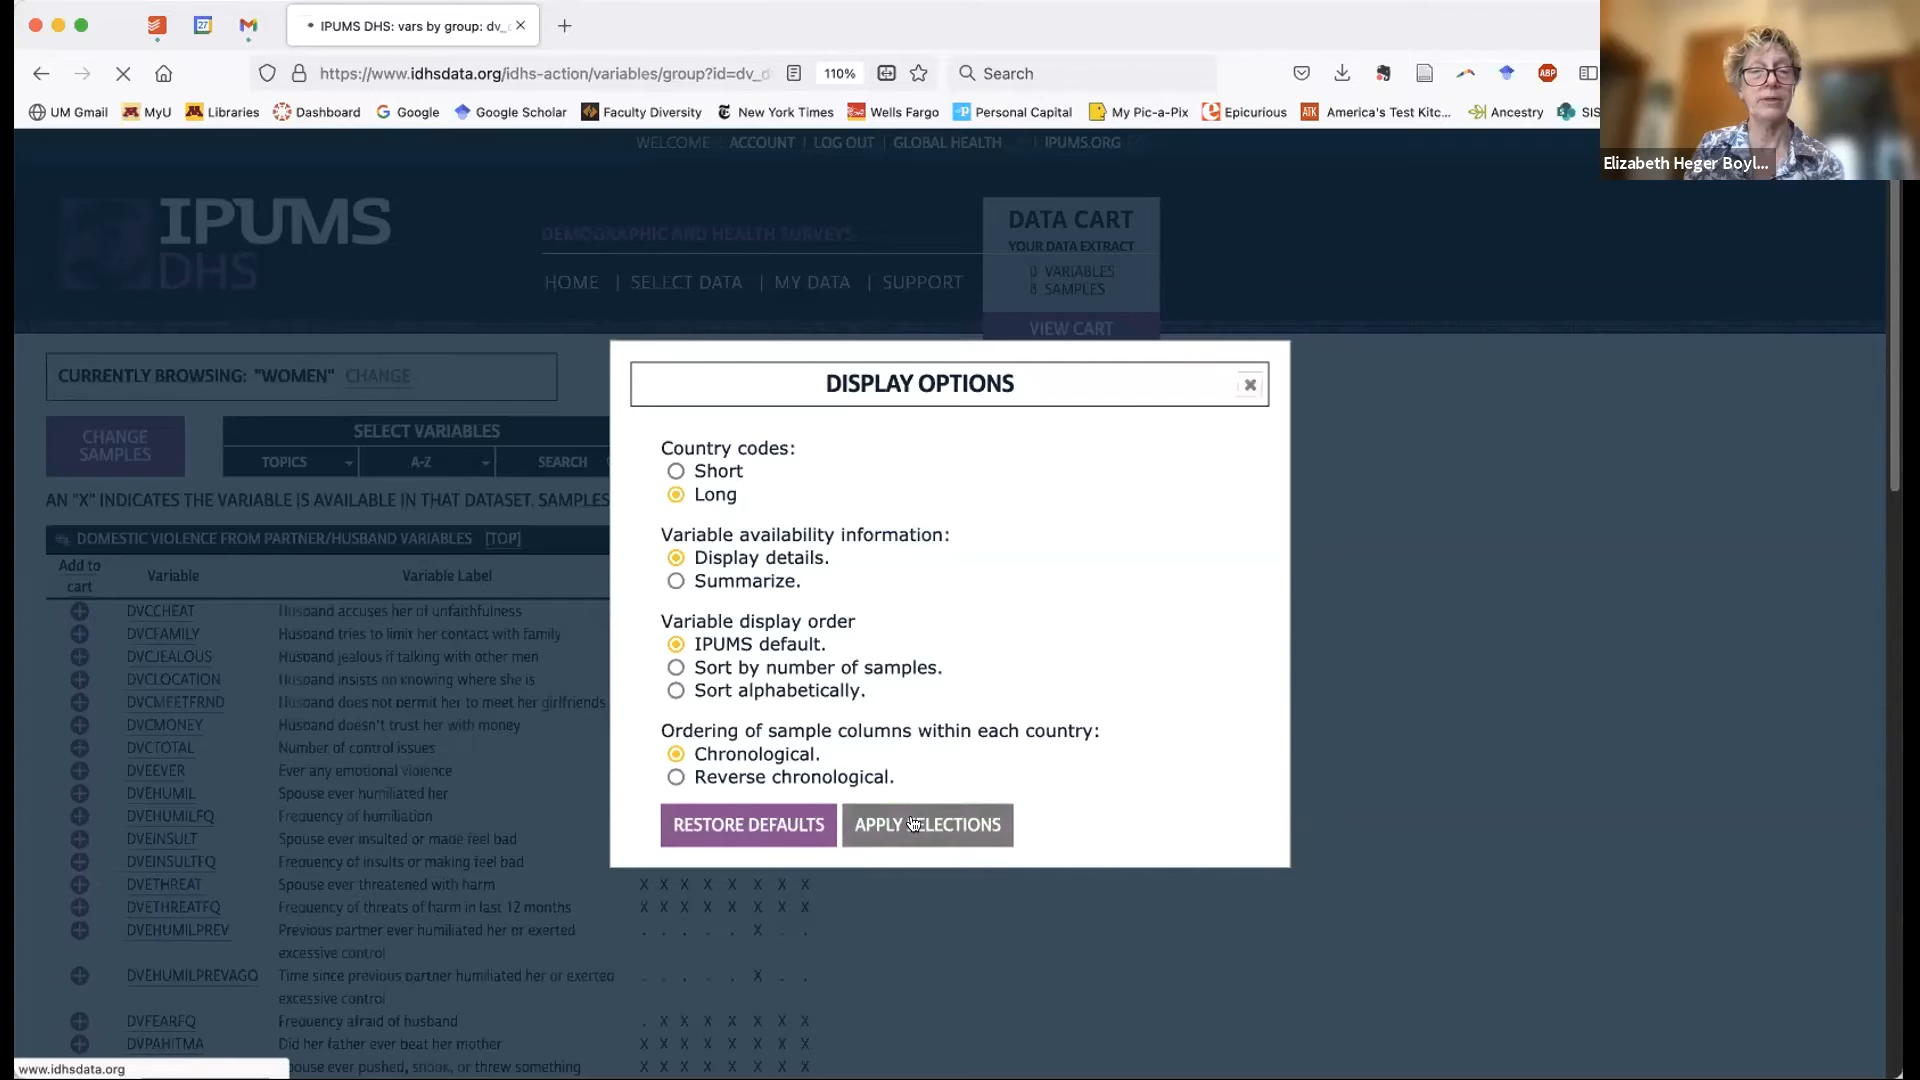 27
IPUMS DHS: vars by group: dv_
https://www.idhsdata.org/idhs-action/variables/group?id=dv_d
110%
Search
ABP
UM Gmail
MyU
Libraries
Dashboard
Google
Google Scholar
Faculty Diversity
New York Times
Wells Fargo
Personal Capital
My Pic-a-Pix
Epicurious
ATK
America's Test Kitc...
Ancestry
SIS
Elizabeth Heger Boyl...
WELCOME
ACCOUNT | LOG OUT | GLOBAL HEALTH | IPUMS.ORG
IPUMS
DHS
DEMOGRAPHIC AND HEALTH SURVEYS
HOME | SELECT DATA | MY DATA | SUPPORT
DATA CART
YOUR DATA EXTRACT
0 VARIABLES
8 SAMPLES
VIEW CART
CURRENTLY BROWSING: "WOMEN" CHANGE
CHANGE
SAMPLES
SELECT VARIABLES
TOPICS
A-Z
SEARCH
AN "X" INDICATES THE VARIABLE IS AVAILABLE IN THAT DATASET. SAMPLES
DOMESTIC VIOLENCE FROM PARTNER/HUSBAND VARIABLES [TOP]
Add to
cart
Variable
Variable Label
DVCCHEAT Husband accuses her of unfaithfulness
DVCFAMILY Husband tries to limit her contact with family
DVCJEALOUS Husband jealous if talking with other men
DVCLOCATION Husband insists on knowing where she is
DVCMEETFRND Husband does not permit her to meet her girlfriends
DVCMONEY Husband doesn't trust her with money
DVCTOTAL Number of control issues
DVEEVER Ever any emotional violence
DVEHUMIL Spouse ever humiliated her
DVEHUMILFQ Frequency of humiliation
DVEINSULT Spouse ever insulted or made feel bad
DVEINSULTFQ Frequency of insults or making feel bad
DVETHREAT Spouse ever threatened with harm X X X X X X X X
DVETHREATFQ Frequency of threats of harm in last 12 months X X X X X X X X
DVEHUMILPREV Previous partner ever humiliated her or exerted . . . . . X . .
excessive control
DVEHUMILPREVAGO Time since previous partner humiliated her or exerted . . . . . X . .
excessive control
DVFEARFQ Frequency afraid of husband . X X X X X X X
DVPAHITMA Did her father ever beat her mother X X X X X X X X
ouse ever pushed, shook, or threw something X X X X X X X X
DISPLAY OPTIONS
Country codes:
Short
Long
Variable availability information:
Display details.
Summarize.
Variable display order
IPUMS default.
Sort by number of samples.
Sort alphabetically.
Ordering of sample columns within each country:
Chronological.
Reverse chronological.
RESTORE DEFAULTS
APPLY SELECTIONS
www.idhsdata.org